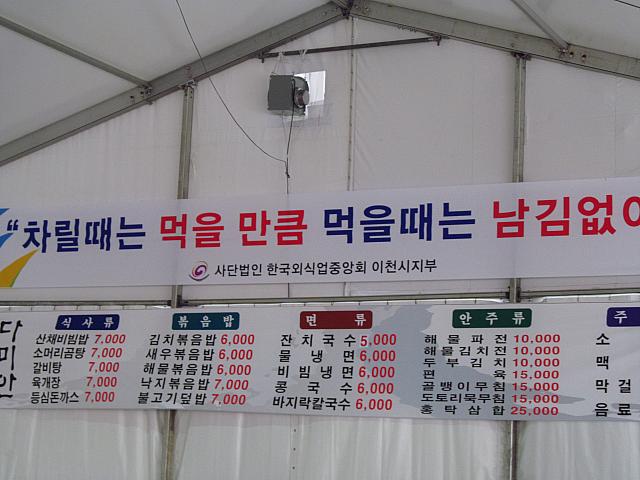 “차릴때는 먹을 만큼 먹을때는 남김없이
사단법인 한국외식업중앙회 이천시지부
다미안
식사류
산채비빔밥 7,000
소머리곰탕 7,000
갈비탕 7,000
육개장 7,000
등심돈까스 7,000
볶음밥
김치볶음밥 6,000
새우볶음밥 6,000
해물볶음밥 6,000
낙지볶음밥 7,000
불고기덮밥 7,000
면류
잔치국수 5,000
물냉면 6,000
비빔냉면 6,000
콩국수 6,000
바지락칼국수 6,000
안주류
해물파전 10,000
해물김치전 10,000
두부김치 10,000
편육 15,000
골뱅이무침 15,000
도토리묵무침 15,000
홍탁삼합 25,000
주
소
맥
막걸
음료